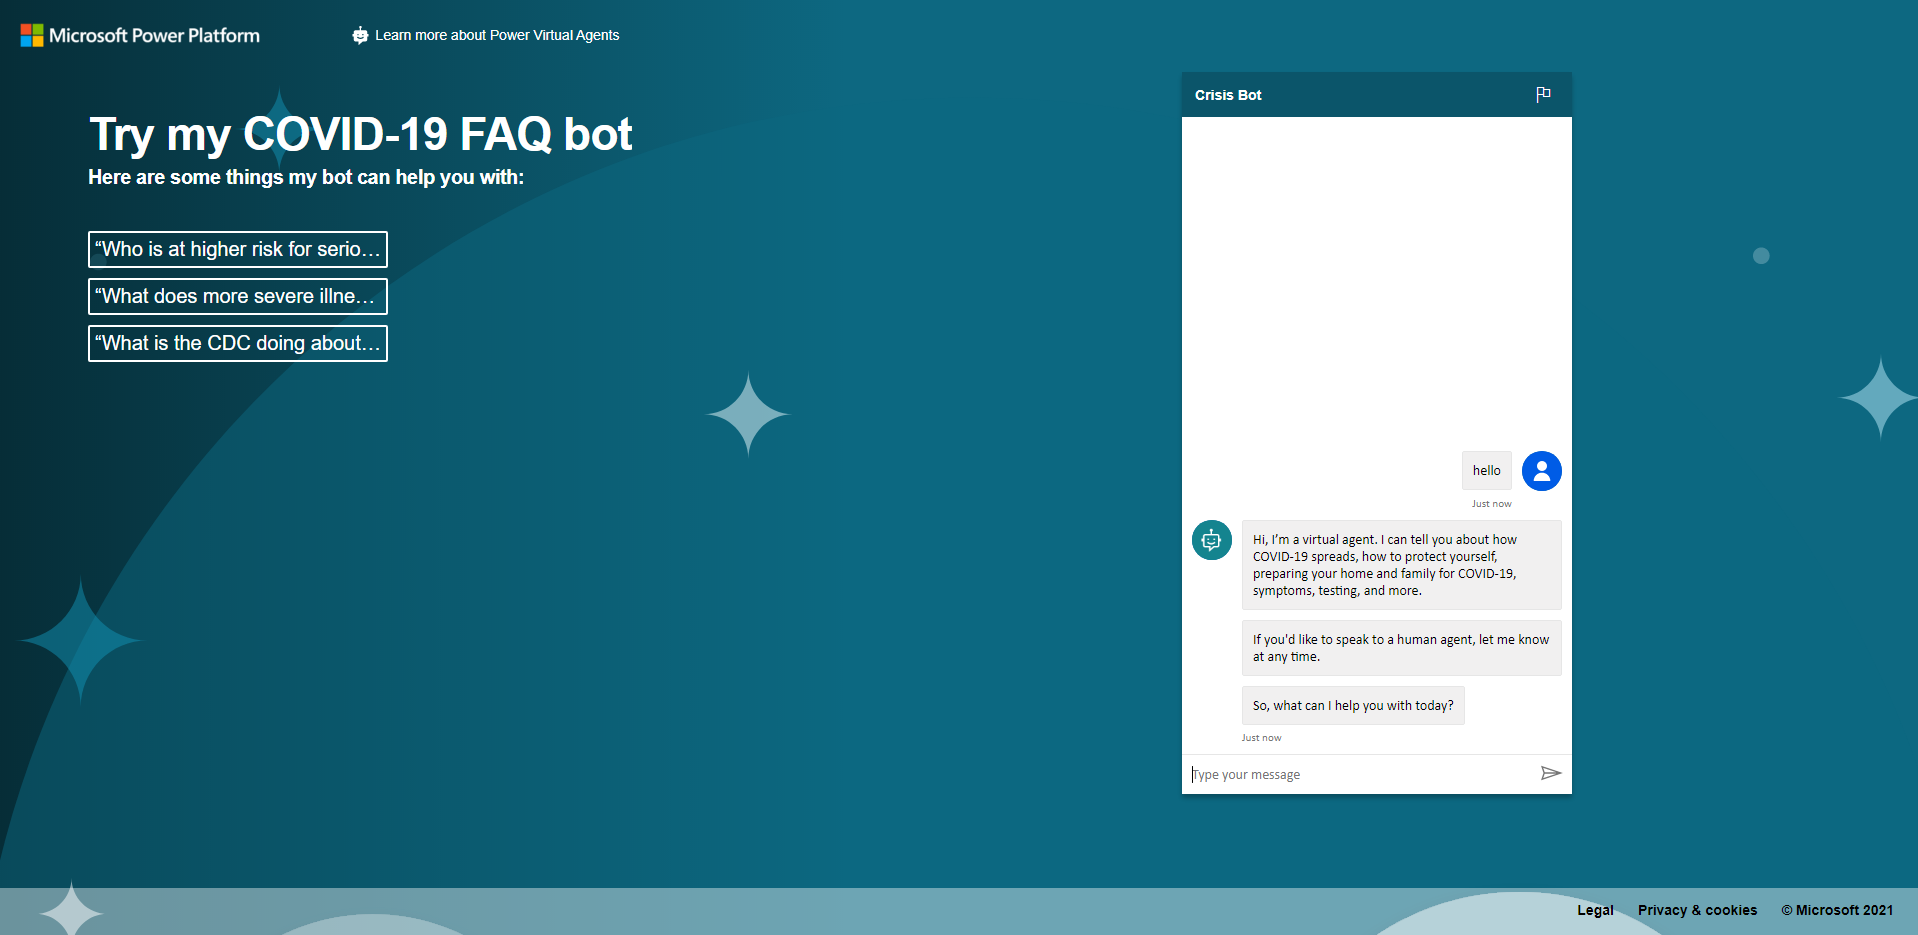 Microsoft Power Platform
Learn more about Power Virtual Agents
Try my COVID-19 FAQ bot
Here are some things my bot can help you with:
“Who is at higher risk for serio...
“What does more severe illne...
“What is the CDC doing about...
Crisis Bot
hello
Just now
Hi, I’m a virtual agent. I can tell you about how
COVID-19 spreads, how to protect yourself,
preparing your home and family for COVID-19,
symptoms, testing, and more.
If you'd like to speak to a human agent, let me know
at any time.
So, what can I help you with today?
Just now
Type your message
Legal
Privacy & cookies
© Microsoft 2021